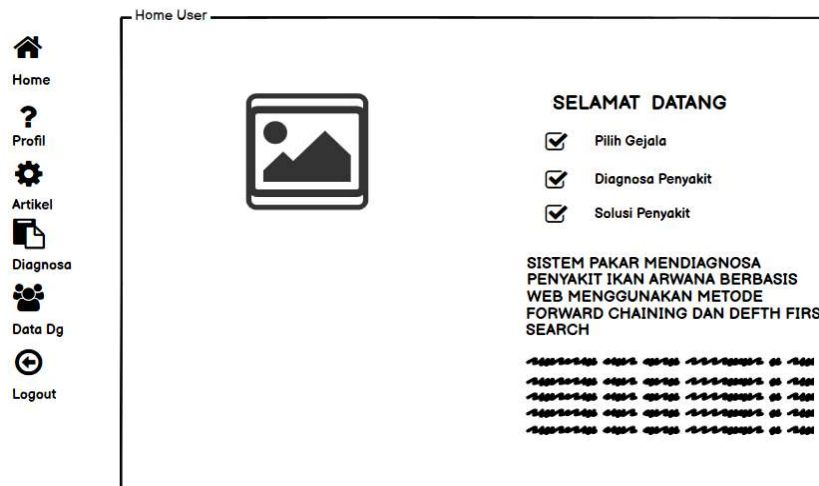 Home User
Home
Profil
Artikel
Diagnosa
Data Dg
Logout
SELAMAT DATANG
Pilih Gejala
Diagnosa Penyakit
Solusi Penyakit
SISTEM PAKAR MENDIAGNOSA
PENYAKIT IKAN ARWANA BERBASIS
WEB MENGGUNAKAN METODE
FORWARD CHAINING DAN DEFTH FIRS
SEARCH